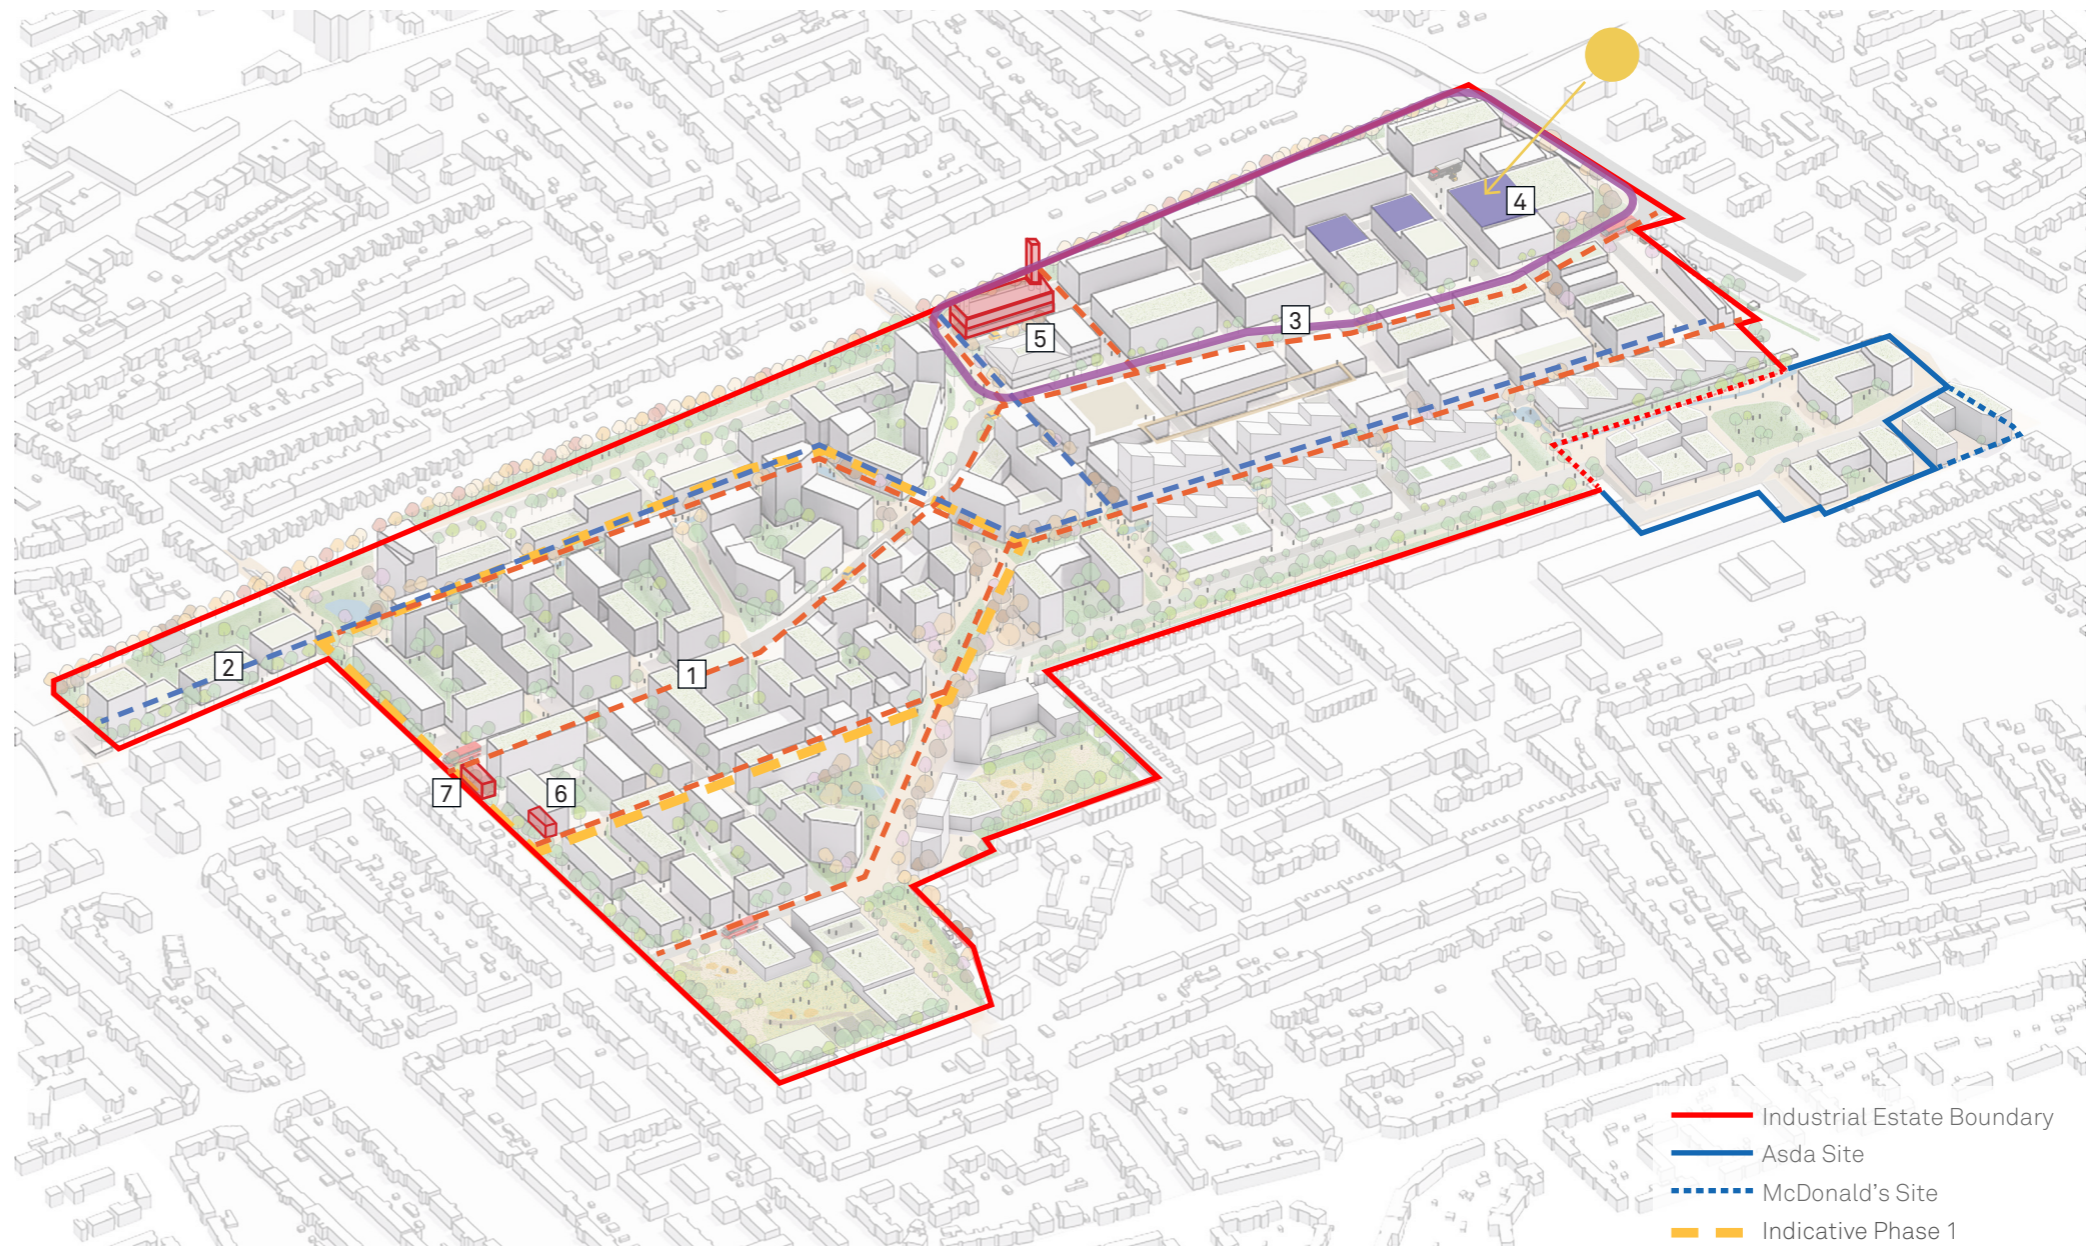 4
3
5
2
1
7
6
Industrial Estate Boundary
Asda Site
McDonald's Site
Indicative Phase 1